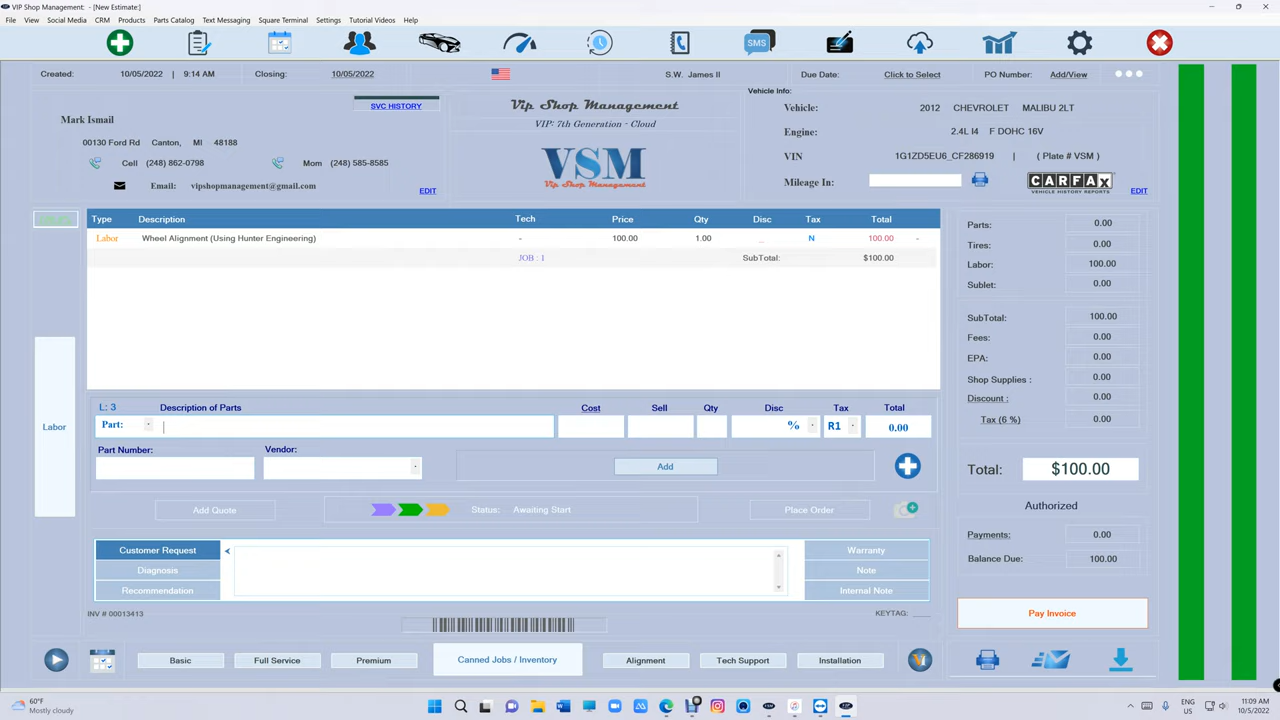 VIP Shop Management: - [New Estimate:]
File View Social Media CRM Products Parts Catalog Text Messaging Square Terminal Settings Tutorial Videos Help
SMS
Created: 10/05/2022 | 9:14 AM Closing: 10/05/2022 S.W. James II Due Date: Click to Select PO Number: Add/View
Mark Ismail
SVC HISTORY
00130 Ford Rd Canton, MI 48188
Cell (248) 862-0798 Mom (248) 585-8585
Email: vipshopmanagement@gmail.com
EDIT
Vip Shop Management
VIP: 7th Generation - Cloud
VSM
Vip Shop Management
Vehicle Info:
Vehicle: 2012 CHEVROLET MALIBU 2LT
Engine: 2.4L I4 F DOHC 16V
VIN 1G1ZD5EU6_CF286919 | ( Plate # VSM )
Mileage In:
CARFAX
VEHICLE HISTORY REPORTS
EDIT
Type Description Tech Price Qty Disc Tax Total
Labor Wheel Alignment (Using Hunter Engineering) - 100.00 1.00 _ N 100.00 -
JOB : 1 SubTotal: $100.00
Labor
L: 3 Description of Parts Cost Sell Qty Disc Tax Total
Part: % R1 0.00
Part Number: Vendor:
Add
Add Quote Status: Awaiting Start Place Order
Customer Request
Diagnosis
Recommendation
Warranty
Note
Internal Note
INV # 00013413 KEYTAG: ____
Basic Full Service Premium Canned Jobs / Inventory Alignment Tech Support Installation
Parts: 0.00
Tires: 0.00
Labor: 100.00
Sublet: 0.00
SubTotal: 100.00
Fees: 0.00
EPA: 0.00
Shop Supplies : 0.00
Discount : 0.00
Tax (6 %) 0.00
Total: $100.00
Authorized
Payments: 0.00
Balance Due: 100.00
Pay Invoice
60°F
Mostly cloudy
ENG
US
11:09 AM
10/5/2022